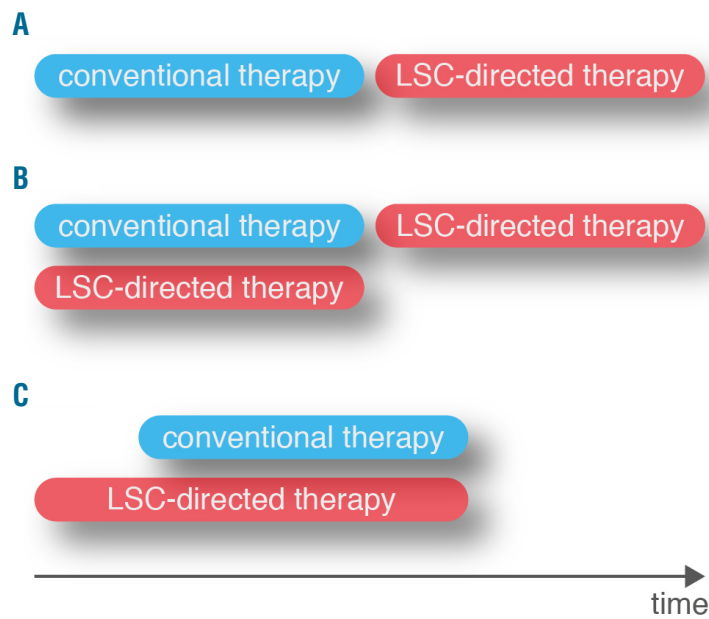 A
conventional therapy LSC-directed therapy
B
conventional therapy LSC-directed therapy
LSC-directed therapy
C
conventional therapy
LSC-directed therapy
time